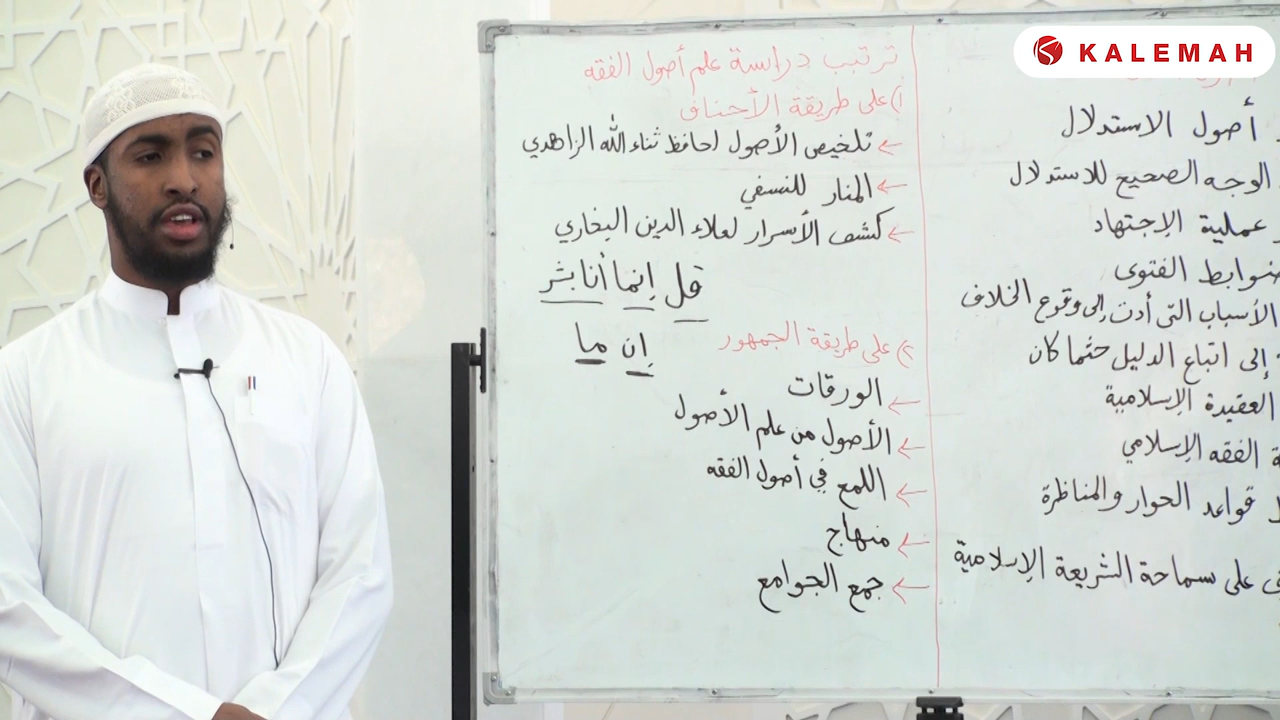 KALEMAH
أصول الاستدلال
الوجه الصحيح للاستدلال
عملية الإجتهاد
ضوابط الفتوى
الأسباب التي أدت إلى وقوع الخلاف
إلى اتباع الدليل حثما كان
العقيدة الإسلامية
الفقه الإسلامي
قواعد الحوار والمناظرة
على سماحة الشريعة الإسلامية
ترتيب دراسة علم أصول الفقه
١) على طريقة الأحناف
← تلخيص الأصول لحافظ ثناء الله الزاهدي
← المنار للنسفي
← كشف الأسرار لعلاء الدين البخاري
قل إنما أنا بشر
إن ما
٢) على طريقة الجمهور
← الورقات
← الأصول من علم الأصول
← اللمع في أصول الفقه
← منهاج
← جمع الجوامع